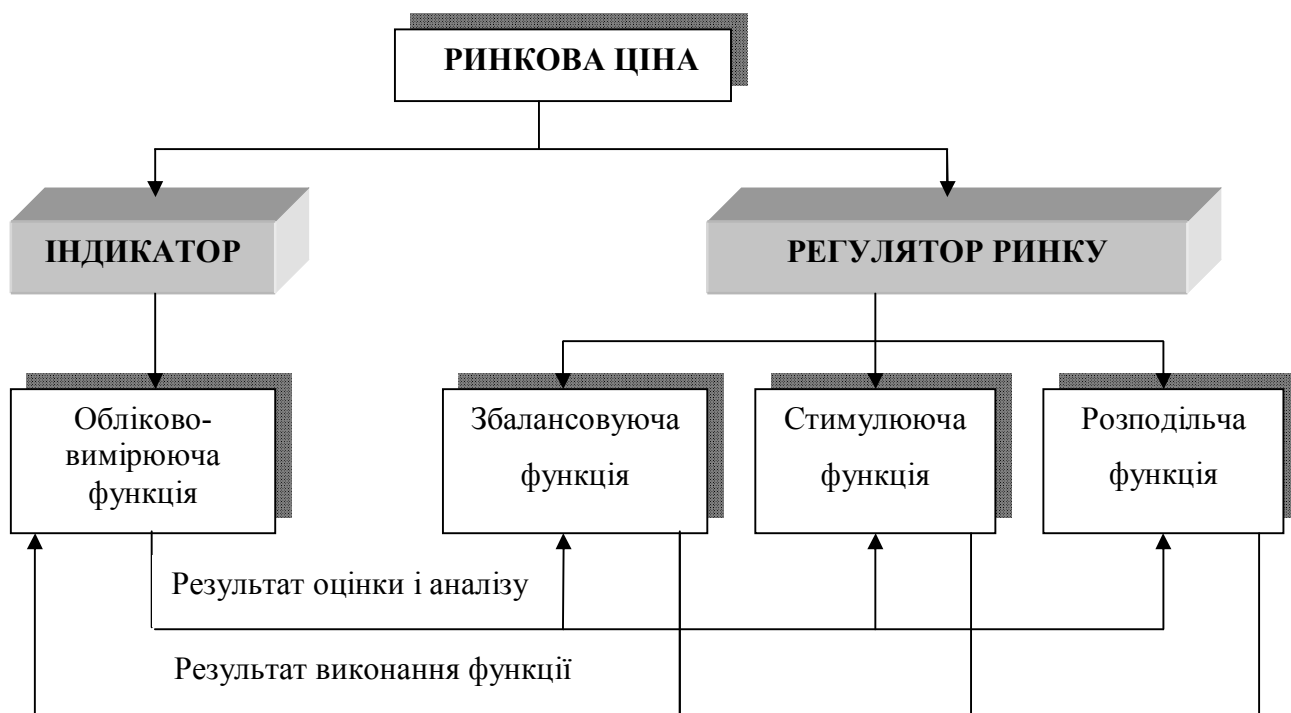 РИНКОВА ЦІНА
ІНДИКАТОР
РЕГУЛЯТОР РИНКУ
Обліково-
вимірююча
функція
Збалансовуюча
функція
Стимулююча
функція
Розподільча
функція
Результат оцінки і аналізу
Результат виконання функції